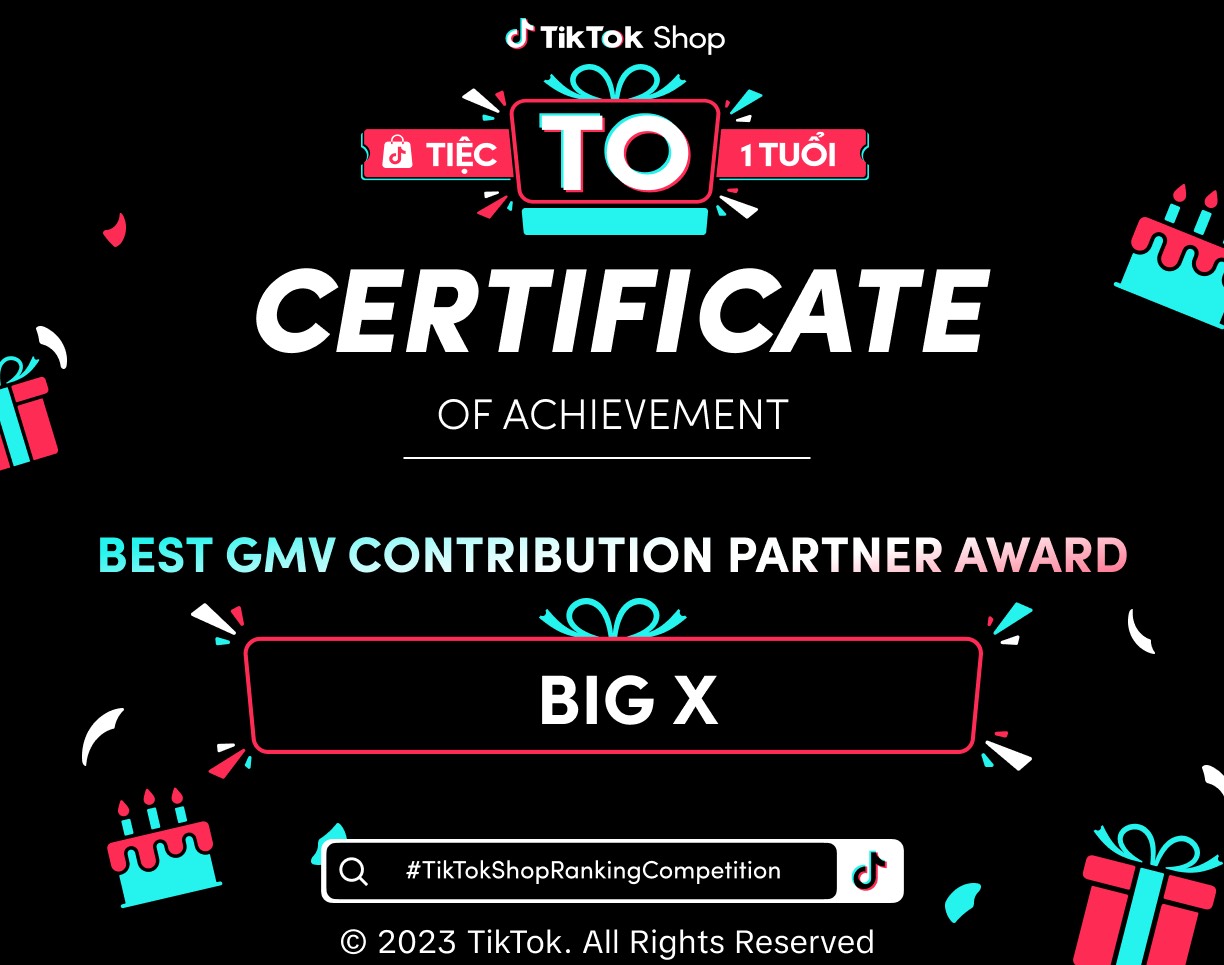 TikTok Shop
TIỆC TO 1 TUỔI
CERTIFICATE
OF ACHIEVEMENT
BEST GMV CONTRIBUTION PARTNER AWARD
BIG X
#TikTokShopRankingCompetition
© 2023 TikTok. All Rights Reserved